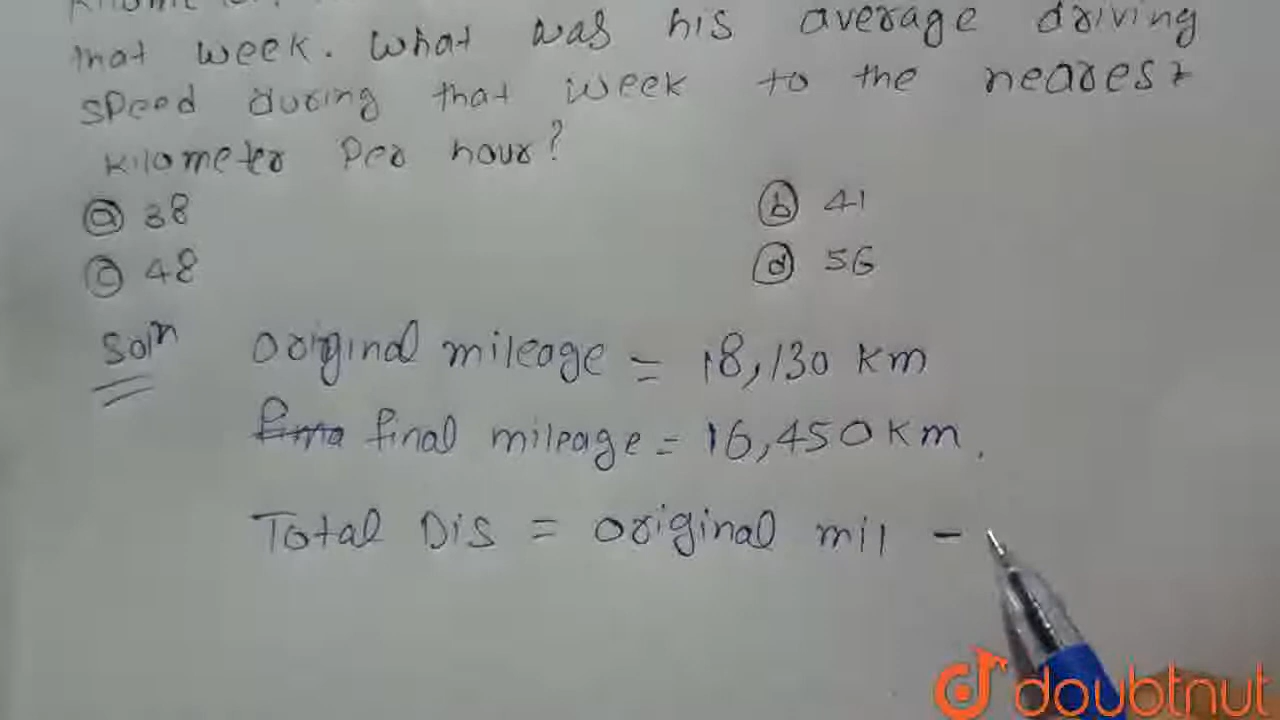 that week. What was his average driving
speed during that week to the nearest
kilometer per hour?
(a) 38 (b) 41
(c) 48 (d) 56
Soln original mileage = 18,130 km
final mileage = 16,450 Km.
Total Dis = original mil -
doubtnut